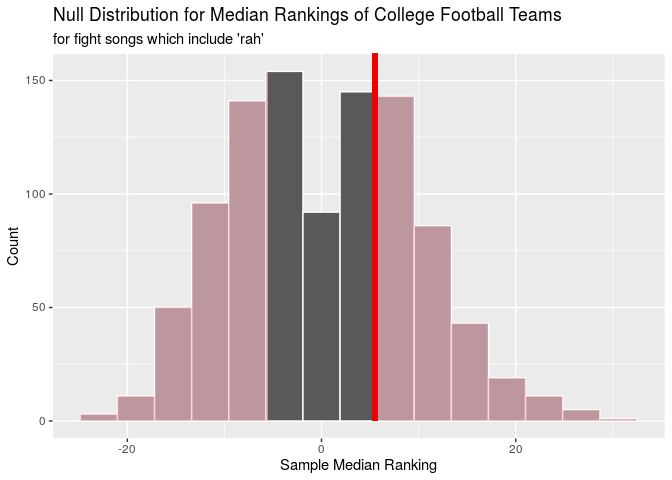 Null Distribution for Median Rankings of College Football Teams
for fight songs which include 'rah'
150
100
50
0
Count
-20
0
20
Sample Median Ranking